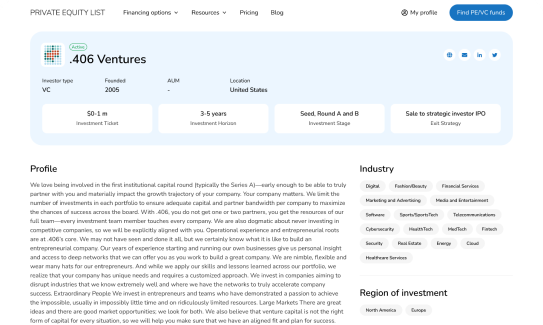 PRIVATE EQUITY LIST
Financing options
Resources
Pricing
Blog
My profile
Find PE/VC funds
Active
.406 Ventures
Investor type
VC
Founded
2005
AUM
-
Location
United States
$0-1 m
Investment Ticket
3-5 years
Investment Horizon
Seed, Round A and B
Investment Stage
Sale to strategic investor IPO
Exit Strategy
Profile
We love being involved in the first institutional capital round (typically the Series A)—early enough to be able to truly
partner with you and materially impact the growth trajectory of your company. Your company matters. We limit the
number of investments in each portfolio to ensure adequate capital and partner bandwidth per company to maximize
the chances of success across the board. With .406, you do not get one or two partners, you get the resources of our
full team—every investment team member touches every company. We are also dogmatic about never investing in
competitive companies, so we will be explicitly aligned with you. Operational experience and entrepreneurial roots
are at .406's core. We may not have seen and done it all, but we certainly know what it is like to build an
entrepreneurial company. Our years of experience starting and running our own businesses give us personal insight
and access to deep networks that we can offer you as you work to build a great company. We are nimble, flexible and
wear many hats for our entrepreneurs. And while we apply our skills and lessons learned across our portfolio, we
realize that your company has unique needs and requires a customized approach. We invest in companies aiming to
disrupt industries that we know extremely well and where we have the networks to truly accelerate company
success. Extraordinary People We invest in entrepreneurs and teams who have demonstrated a passion to achieve
the impossible, usually in impossibly little time and on ridiculously limited resources. Large Markets There are great
ideas and there are good market opportunities; we look for both. We also believe that venture capital is not the right
form of capital for every situation, so we will help you make sure that we have an aligned fit and plan for success.
Industry
Digital
Fashion/Beauty
Financial Services
Marketing and Advertising
Media and Entertainment
Software
Sports/SportsTech
Telecommunications
Cybersecurity
HealthTech
MedTech
Fintech
Security
Real Estate
Energy
Cloud
Healthcare Services
Region of investment
North America
Europe